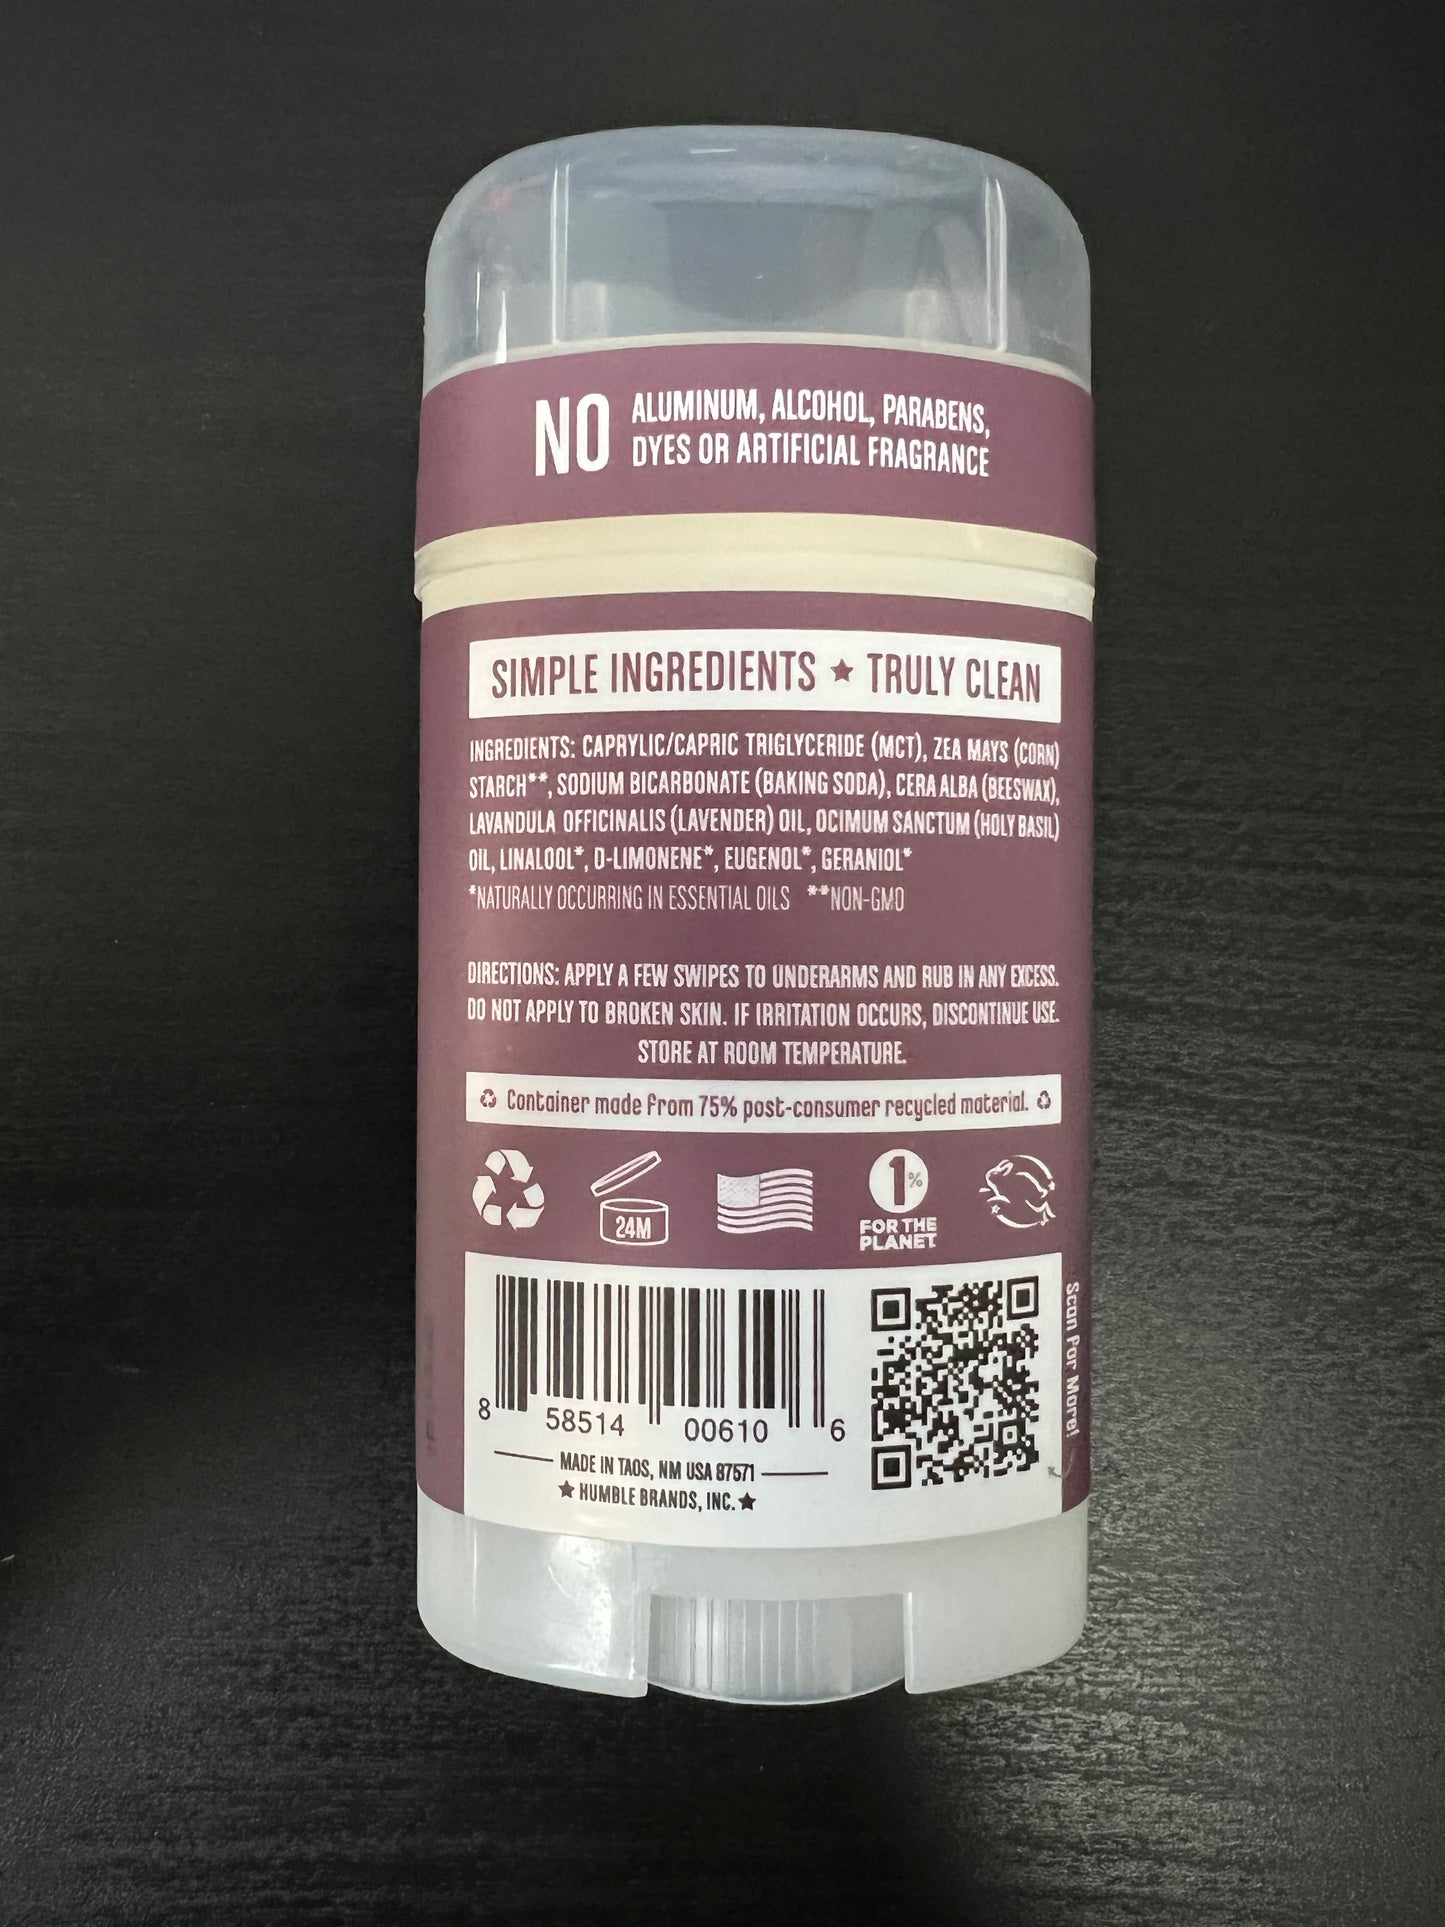 NO ALUMINUM, ALCOHOL, PARABENS,
DYES OR ARTIFICIAL FRAGRANCE
SIMPLE INGREDIENTS ★ TRULY CLEAN
INGREDIENTS: CAPRYLIC/CAPRIC TRIGLYCERIDE (MCT), ZEA MAYS (CORN)
STARCH**, SODIUM BICARBONATE (BAKING SODA), CERA ALBA (BEESWAX),
LAVANDULA OFFICINALIS (LAVENDER) OIL, OCIMUM SANCTUM (HOLY BASIL)
OIL, LINALOOL*, D-LIMONENE*, EUGENOL*, GERANIOL*
*NATURALLY OCCURRING IN ESSENTIAL OILS **NON-GMO
DIRECTIONS: APPLY A FEW SWIPES TO UNDERARMS AND RUB IN ANY EXCESS.
DO NOT APPLY TO BROKEN SKIN. IF IRRITATION OCCURS, DISCONTINUE USE.
STORE AT ROOM TEMPERATURE.
Container made from 75% post-consumer recycled material.
24M
1%
FOR THE
PLANET
8 58514 00610 6
MADE IN TAOS, NM USA 87571
★ HUMBLE BRANDS, INC. ★
Scan For More!